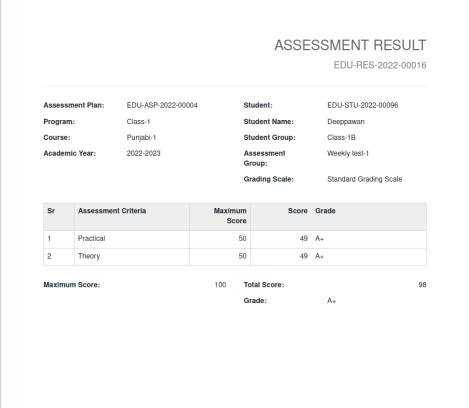 ASSESSMENT RESULT
EDU-RES-2022-00016
Assessment Plan: EDU-ASP-2022-00004 Student: EDU-STU-2022-00096
Program: Class-1 Student Name: Deeppawan
Course: Punjabi-1 Student Group: Class-1B
Academic Year: 2022-2023 Assessment Group: Weekly test-1
Grading Scale: Standard Grading Scale
Sr Assessment Criteria Maximum Score Score Grade
1 Practical 50 49 A+
2 Theory 50 49 A+
Maximum Score: 100 Total Score: 98
Grade: A+